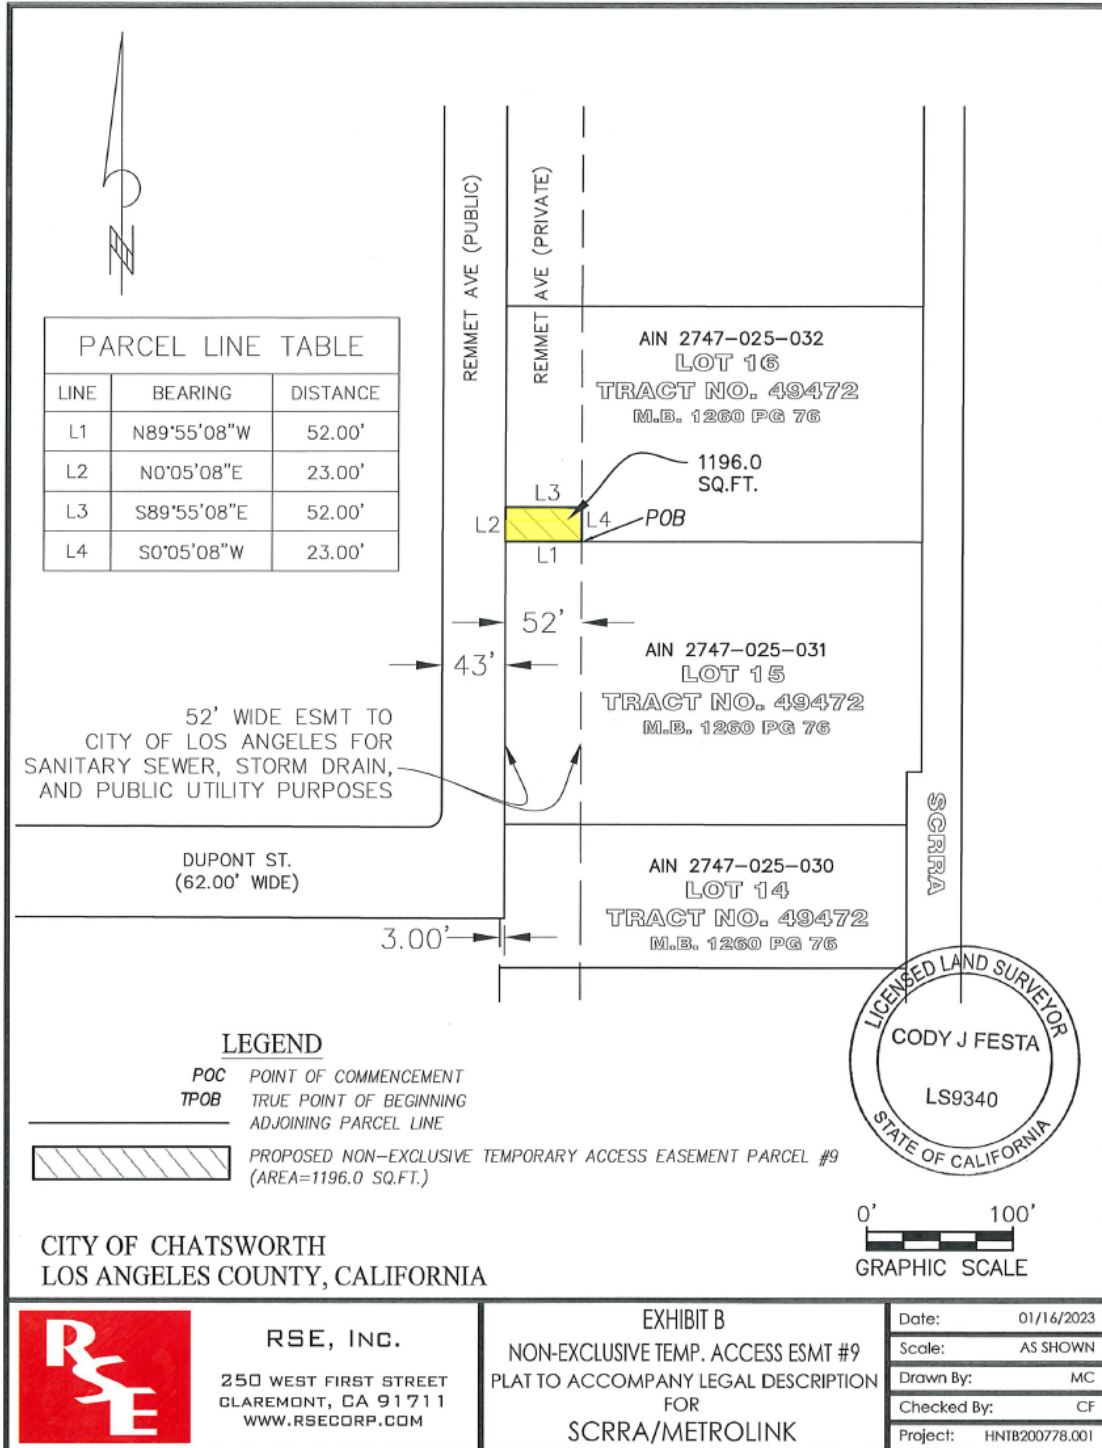 N
REMMET AVE (PUBLIC)
REMMET AVE (PRIVATE)
PARCEL LINE TABLE
LINE BEARING DISTANCE
L1 N89°55'08"W 52.00'
L2 N0°05'08"E 23.00'
L3 S89°55'08"E 52.00'
L4 S0°05'08"W 23.00'
AIN 2747-025-032
LOT 16
TRACT NO. 49472
M.B. 1260 PG 76
1196.0
SQ.FT.
L3
L2
L4
POB
L1
52'
43'
AIN 2747-025-031
LOT 15
TRACT NO. 49472
M.B. 1260 PG 76
52' WIDE ESMT TO
CITY OF LOS ANGELES FOR
SANITARY SEWER, STORM DRAIN,
AND PUBLIC UTILITY PURPOSES
SCRRA
DUPONT ST.
(62.00' WIDE)
AIN 2747-025-030
LOT 14
TRACT NO. 49472
M.B. 1260 PG 76
3.00'
LICENSED LAND SURVEYOR
CODY J FESTA
LS9340
STATE OF CALIFORNIA
LEGEND
POC POINT OF COMMENCEMENT
TPOB TRUE POINT OF BEGINNING
ADJOINING PARCEL LINE
PROPOSED NON-EXCLUSIVE TEMPORARY ACCESS EASEMENT PARCEL #9
(AREA=1196.0 SQ.FT.)
0' 100'
GRAPHIC SCALE
CITY OF CHATSWORTH
LOS ANGELES COUNTY, CALIFORNIA
RSE
RSE, INC.
250 WEST FIRST STREET
CLAREMONT, CA 91711
WWW.RSECORP.COM
EXHIBIT B
NON-EXCLUSIVE TEMP. ACCESS ESMT #9
PLAT TO ACCOMPANY LEGAL DESCRIPTION
FOR
SCRRA/METROLINK
Date: 01/16/2023
Scale: AS SHOWN
Drawn By: MC
Checked By: CF
Project: HNTB200778.001